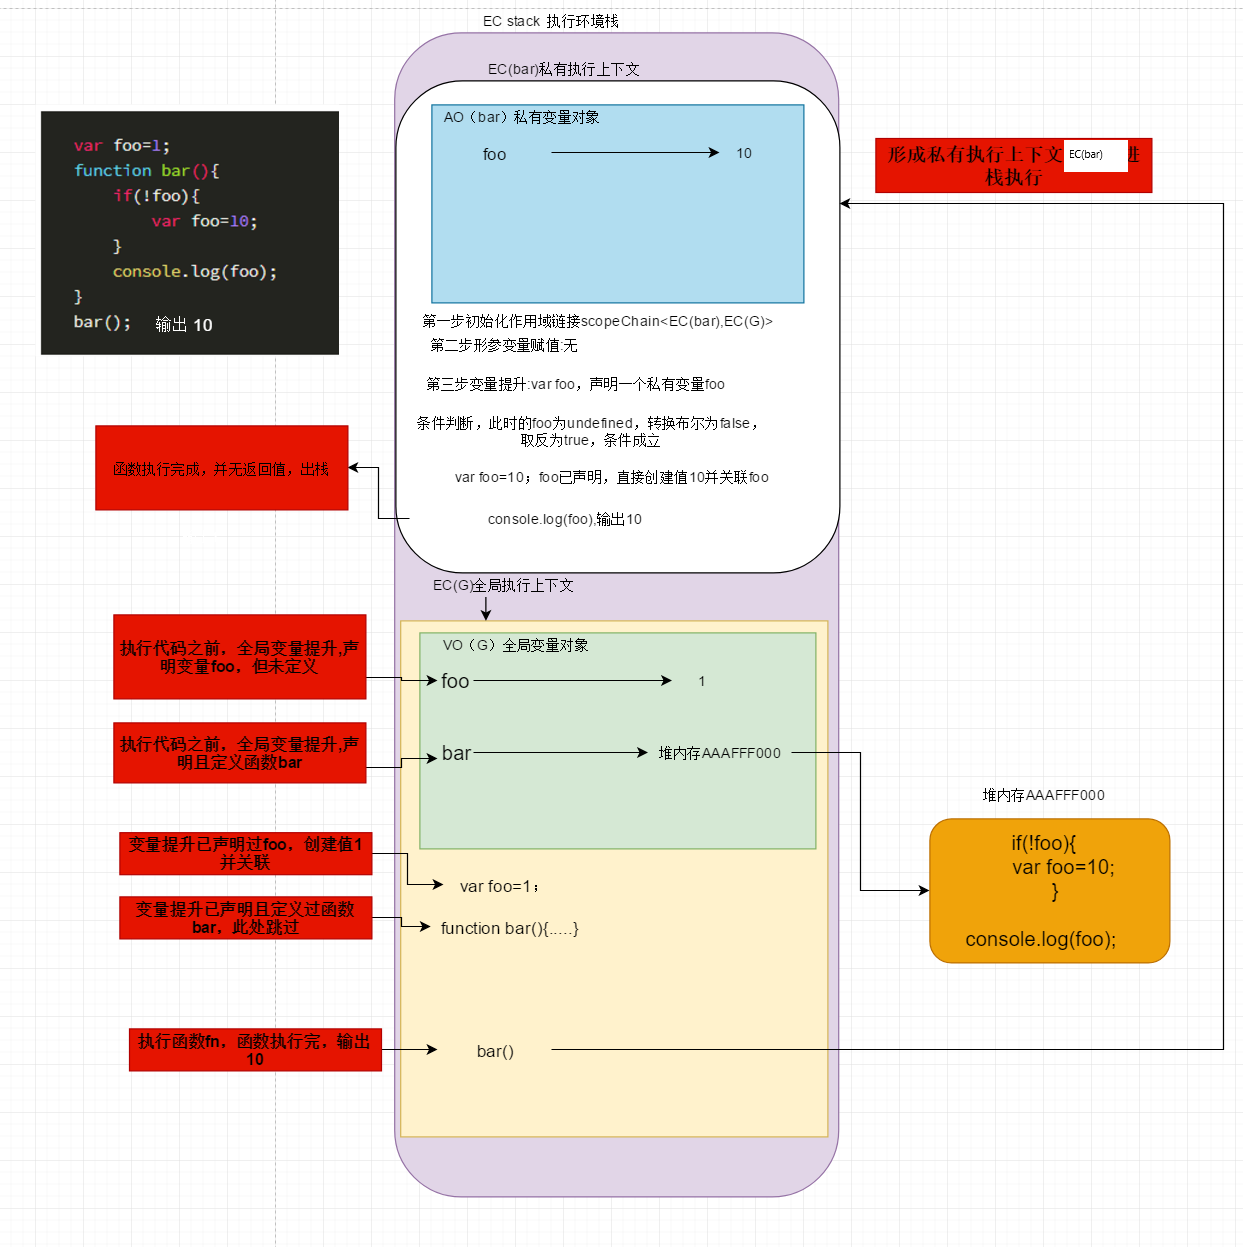 EC stack 执行环境栈
EC(bar)私有执行上下文
AO（bar）私有变量对象
foo
10
var foo=1;
function bar(){
if(!foo){
var foo=10;
}
console.log(foo);
}
bar();
输出 10
形成私有执行上下文
EC(bar)
进
栈执行
第一步初始化作用域链接scopeChain<EC(bar),EC(G)>
第二步形参变量赋值:无
第三步变量提升:var foo，声明一个私有变量foo
条件判断，此时的foo为undefined，转换布尔为false，
取反为true，条件成立
var foo=10；foo已声明，直接创建值10并关联foo
console.log(foo),输出10
函数执行完成，并无返回值，出栈
EC(G)全局执行上下文
VO（G）全局变量对象
foo
1
bar
堆内存AAAFFF000
执行代码之前，全局变量提升,声
明变量foo，但未定义
执行代码之前，全局变量提升,声
明且定义函数bar
变量提升已声明过foo，创建值1
并关联
var foo=1；
变量提升已声明且定义过函数
bar，此处跳过
function bar(){.....}
堆内存AAAFFF000
if(!foo){
var foo=10;
}
console.log(foo);
执行函数fn，函数执行完，输出
10
bar()